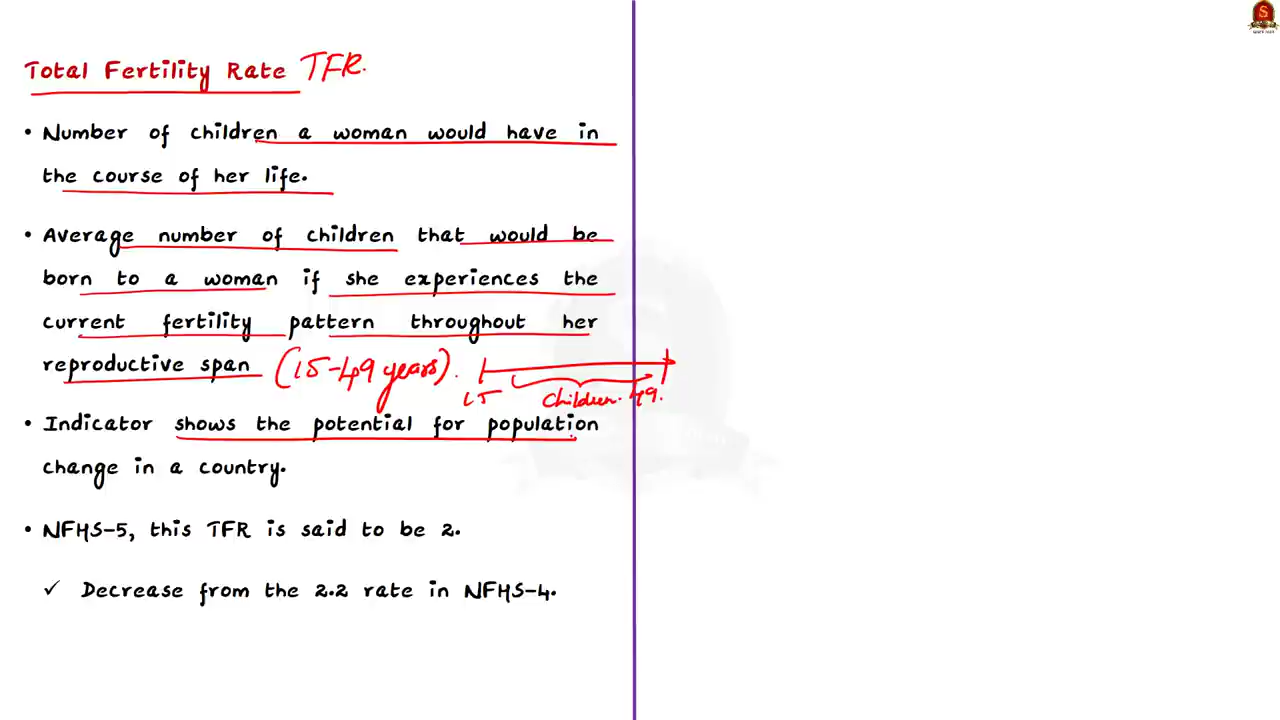 Total Fertility Rate TFR.
• Number of children a woman would have in
the course of her life.
• Average number of children that would be
born to a woman if she experiences the
current fertility pattern throughout her
reproductive span (15-49 years).
15 children. 49.
• Indicator shows the potential for population
change in a country.
• NFHS-5, this TFR is said to be 2.
✓ Decrease from the 2.2 rate in NFHS-4.
S